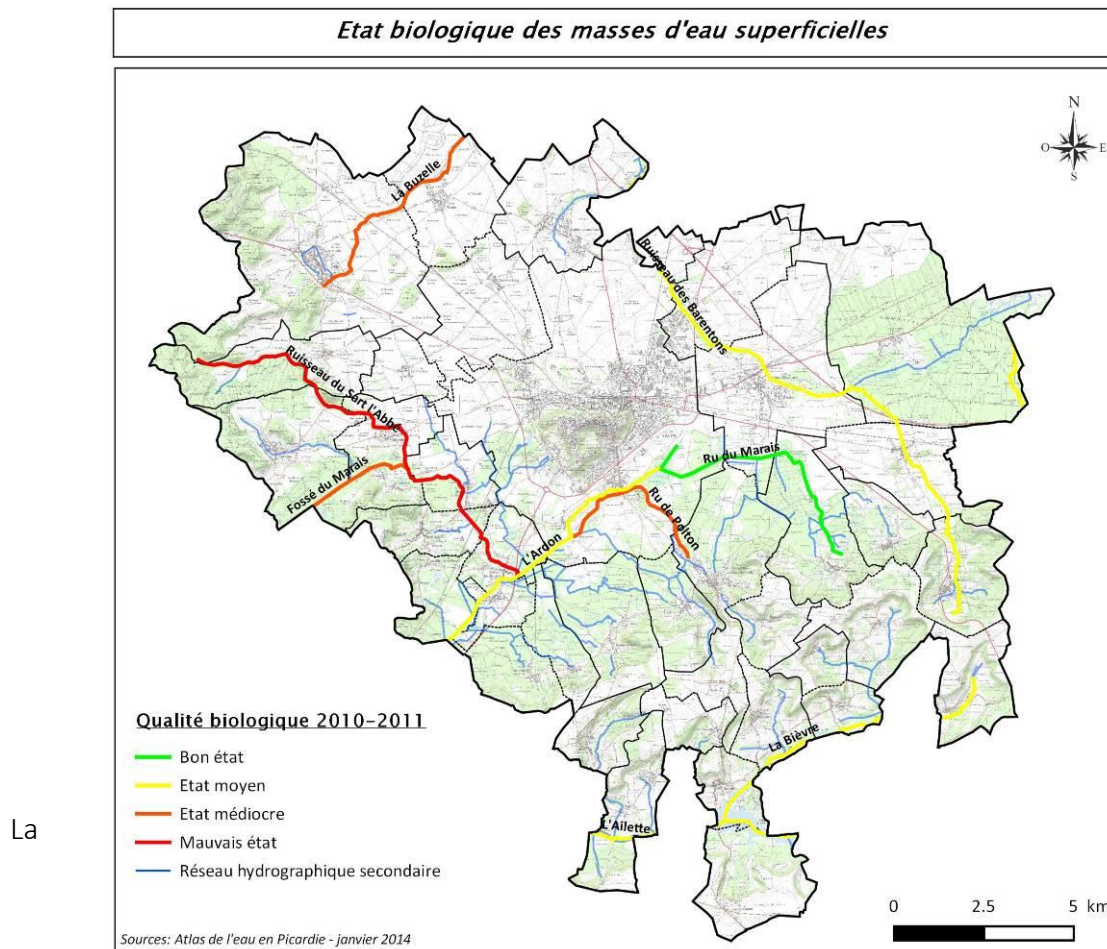 Etat biologique des masses d'eau superficielles
N
O
E
S
La Buzelle
Ruisseau des Barentons
Ruisseau du Sart l'Abbé
Fossé du Marais
Ru du Marais
Ru de Polton
L'Ardon
La Bièvre
L'Ailette
Qualité biologique 2010-2011
Bon état
Etat moyen
Etat médiocre
Mauvais état
Réseau hydrographique secondaire
La
0 2.5 5 km
Sources: Atlas de l'eau en Picardie - janvier 2014